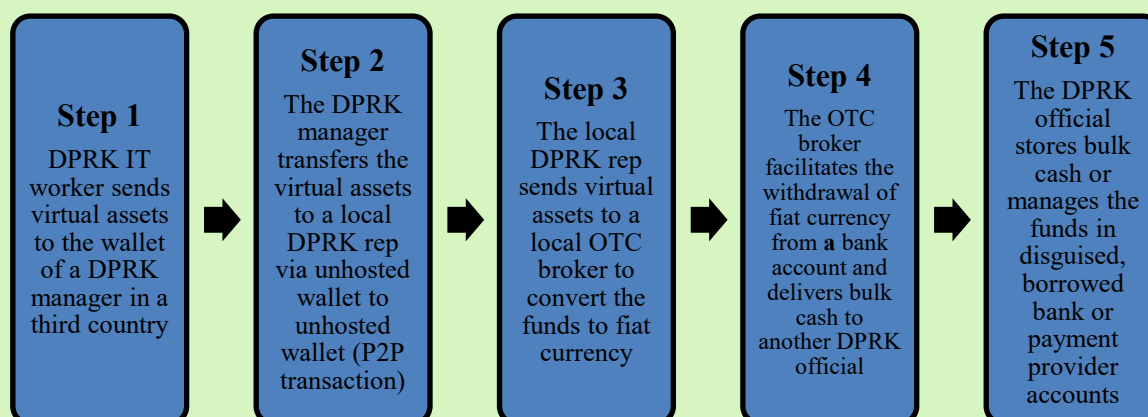 Step 1
DPRK IT
worker sends
virtual assets
to the wallet
of a DPRK
manager in a
third country
Step 2
The DPRK
manager
transfers the
virtual assets
to a local
DPRK rep
via unhosted
wallet to
unhosted
wallet (P2P
transaction)
Step 3
The local
DPRK rep
sends virtual
assets to a
local OTC
broker to
convert the
funds to fiat
currency
Step 4
The OTC
broker
facilitates the
withdrawal of
fiat currency
from a bank
account and
delivers bulk
cash to
another DPRK
official
Step 5
The DPRK
official
stores bulk
cash or
manages the
funds in
disguised,
borrowed
bank or
payment
provider
accounts